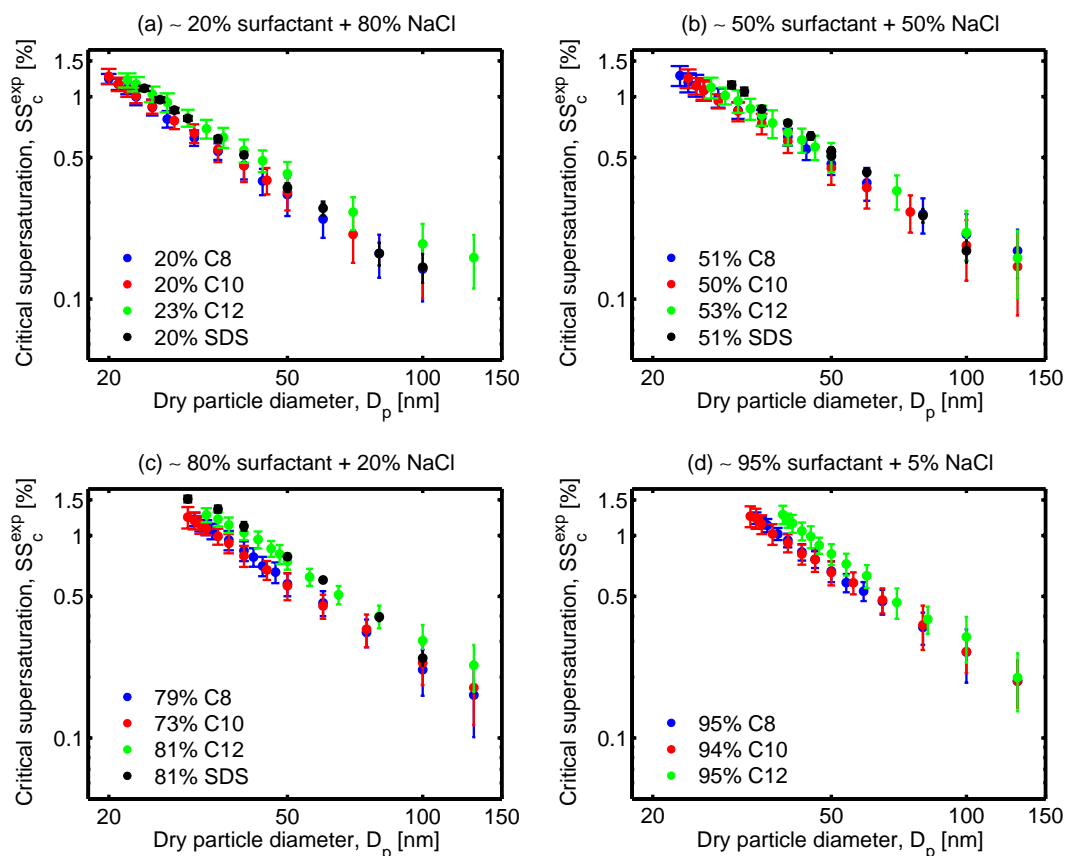 (a) ~ 20% surfactant + 80% NaCl
Critical supersaturation, SS_c^exp [%]
1.5
1
0.5
0.1
20% C8
20% C10
23% C12
20% SDS
20
50
100
150
Dry particle diameter, D_p [nm]
(b) ~ 50% surfactant + 50% NaCl
Critical supersaturation, SS_c^exp [%]
1.5
1
0.5
0.1
51% C8
50% C10
53% C12
51% SDS
20
50
100
150
Dry particle diameter, D_p [nm]
(c) ~ 80% surfactant + 20% NaCl
Critical supersaturation, SS_c^exp [%]
1.5
1
0.5
0.1
79% C8
73% C10
81% C12
81% SDS
20
50
100
150
Dry particle diameter, D_p [nm]
(d) ~ 95% surfactant + 5% NaCl
Critical supersaturation, SS_c^exp [%]
1.5
1
0.5
0.1
95% C8
94% C10
95% C12
20
50
100
150
Dry particle diameter, D_p [nm]